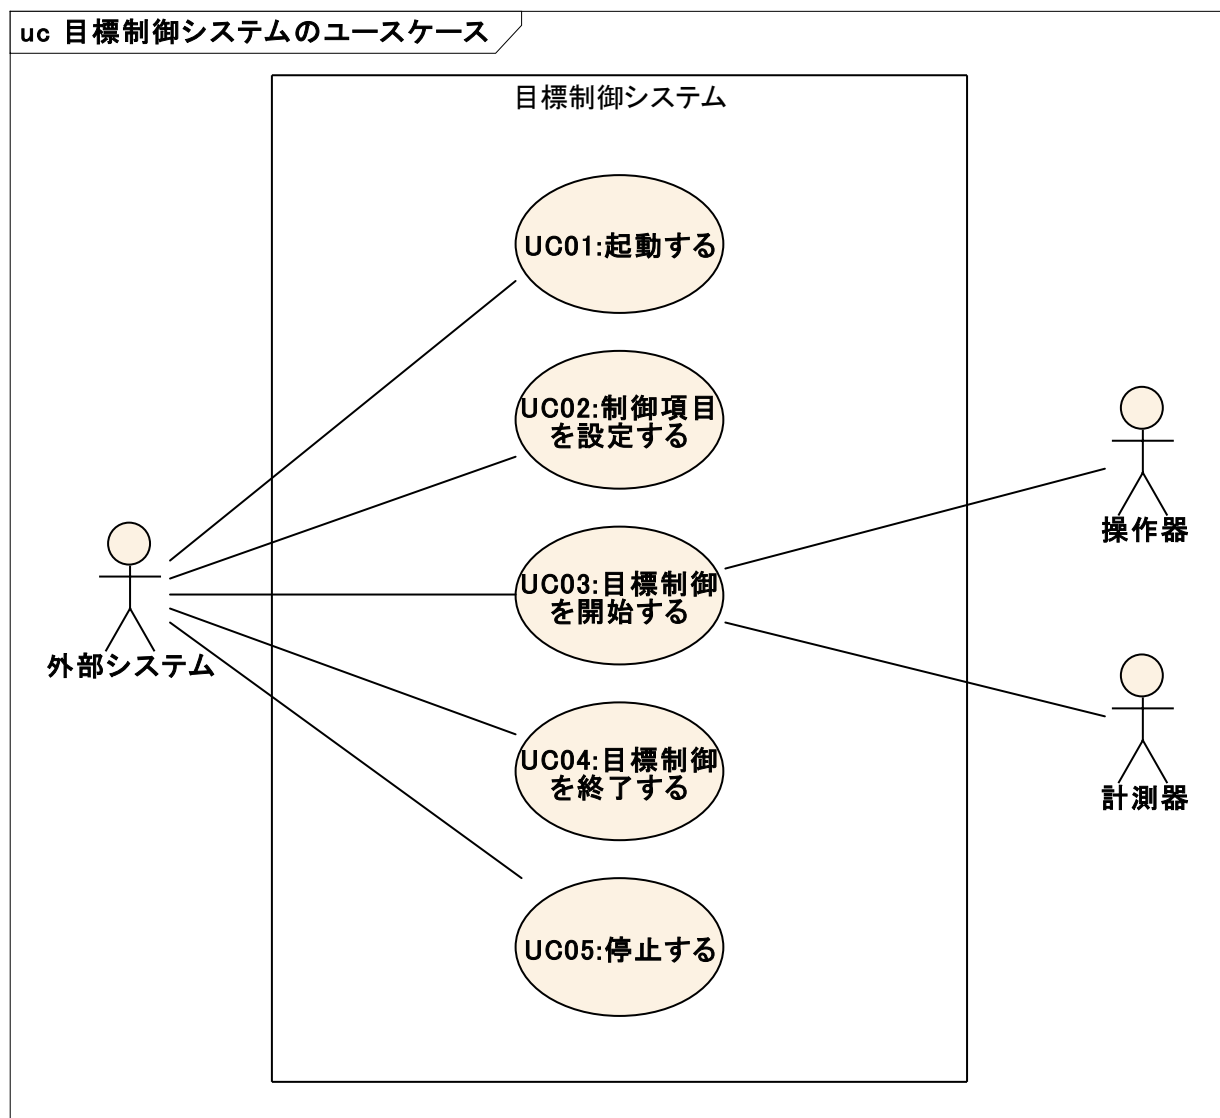 uc 目標制御システムのユースケース
目標制御システム
UC01:起動する
UC02:制御項目
を設定する
UC03:目標制御
を開始する
UC04:目標制御
を終了する
UC05:停止する
外部システム
操作器
計測器